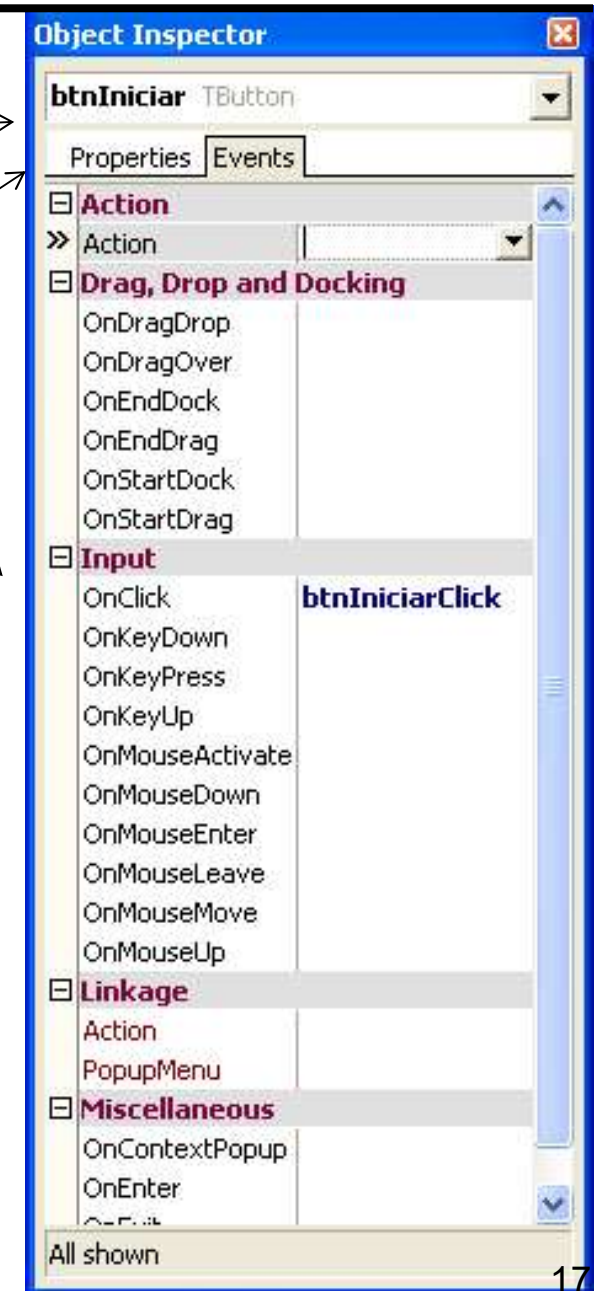 Object Inspector
btnIniciar TButton
Properties Events
Action
Action
Drag, Drop and Docking
OnDragDrop
OnDragOver
OnEndDock
OnEndDrag
OnStartDock
OnStartDrag
Input
OnClick btnIniciarClick
OnKeyDown
OnKeyPress
OnKeyUp
OnMouseActivate
OnMouseDown
OnMouseEnter
OnMouseLeave
OnMouseMove
OnMouseUp
Linkage
Action
PopupMenu
Miscellaneous
OnContextPopup
OnEnter
All shown
17